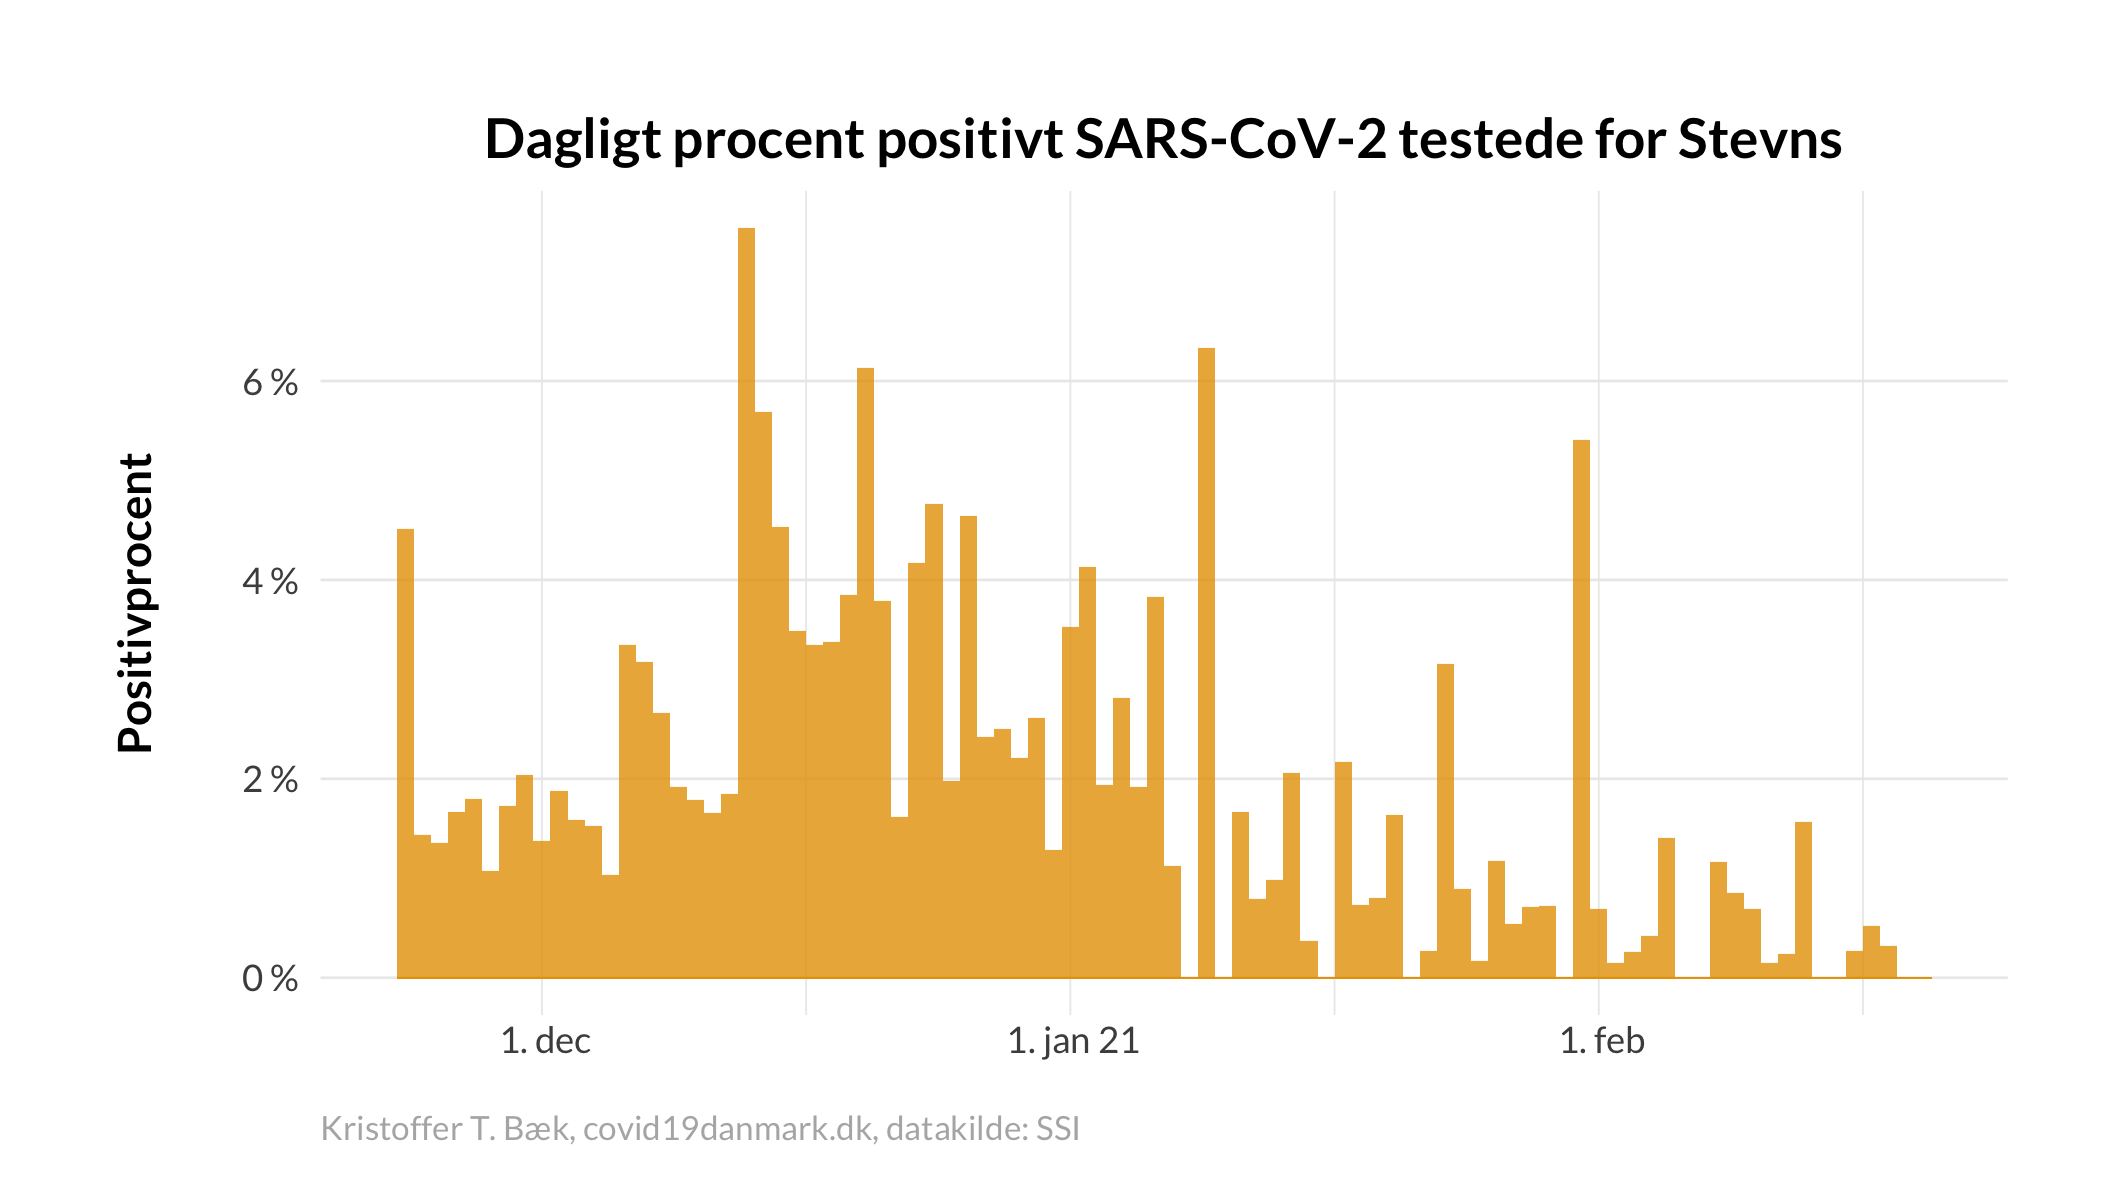 Dagligt procent positivt SARS-CoV-2 testede for Stevns
Positivprocent
6 %
4 %
2 %
0 %
1. dec
1. jan 21
1. feb
Kristoffer T. Bæk, covid19danmark.dk, datakilde: SSI